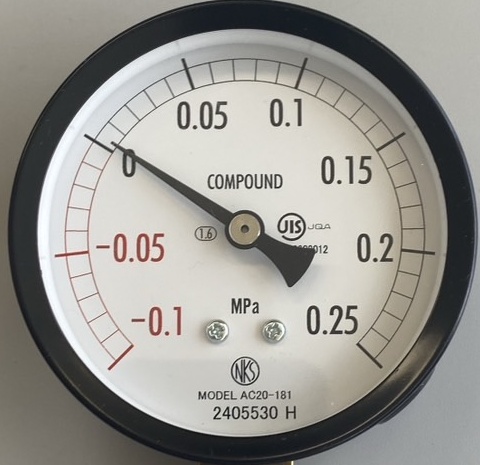 0.05 0.1
0 0.15
COMPOUND
1.6 JIS JQA
-0.05 0.2
-0.1 MPa 0.25
NKS
MODEL AC20-181
2405530 H